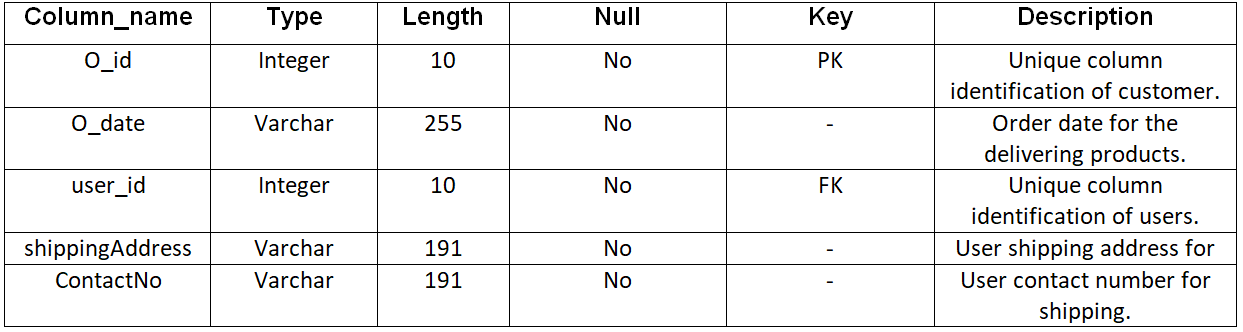 Column_name Type Length Null Key Description
O_id Integer 10 No PK Unique column
identification of customer.
O_date Varchar 255 No - Order date for the
delivering products.
user_id Integer 10 No FK Unique column
identification of users.
shippingAddress Varchar 191 No - User shipping address for
ContactNo Varchar 191 No - User contact number for
shipping.